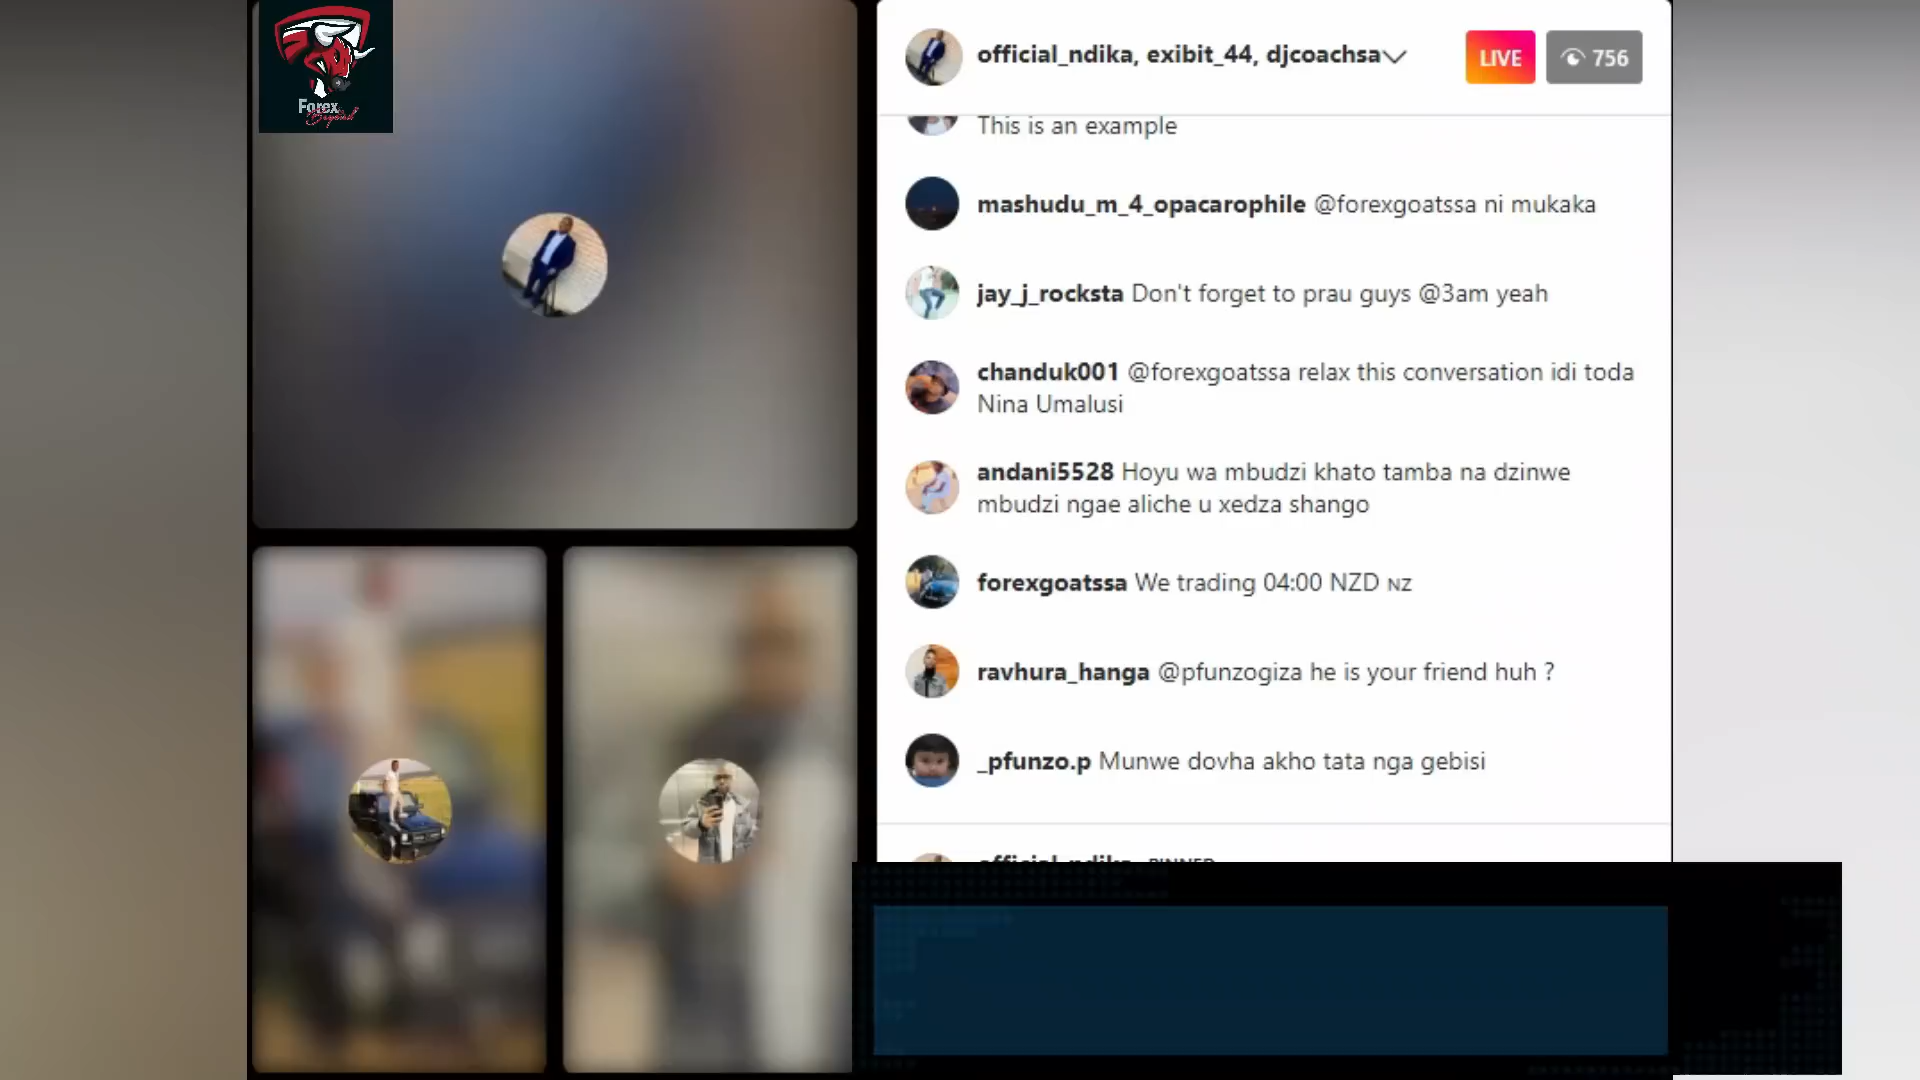 Forex
Beyond
official_ndika, exibit_44, djcoachsa
LIVE
756
This is an example
mashudu_m_4_opacarophile @forexgoatssa ni mukaka
jay_j_rocksta Don't forget to prau guys @3am yeah
chanduk001 @forexgoatssa relax this conversation idi toda
Nina Umalusi
andani5528 Hoyu wa mbudzi khato tamba na dzinwe
mbudzi ngae aliche u xedza shango
forexgoatssa We trading 04:00 NZD NZ
ravhura_hanga @pfunzogiza he is your friend huh ?
_pfunzo.p Munwe dovha akho tata nga gebisi
official_ndika PINNED